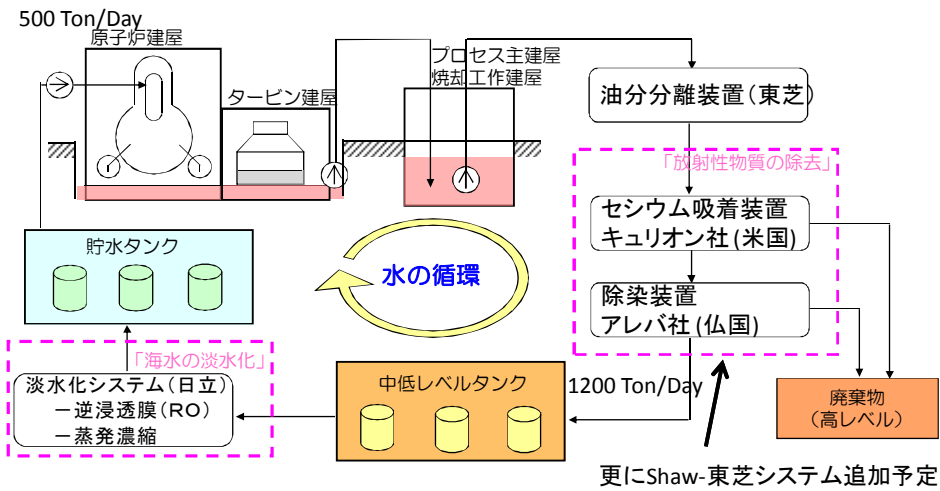 500 Ton/Day
原子炉建屋
タービン建屋
プロセス主建屋
焼却工作建屋
油分分離装置(東芝)
「放射性物質の除去」
セシウム吸着装置
キュリオン社(米国)
除染装置
アレバ社(仏国)
貯水タンク
水の循環
「海水の淡水化」
淡水化システム(日立)
-逆浸透膜(RO)
-蒸発濃縮
中低レベルタンク
1200 Ton/Day
廃棄物
(高レベル)
更にShaw-東芝システム追加予定